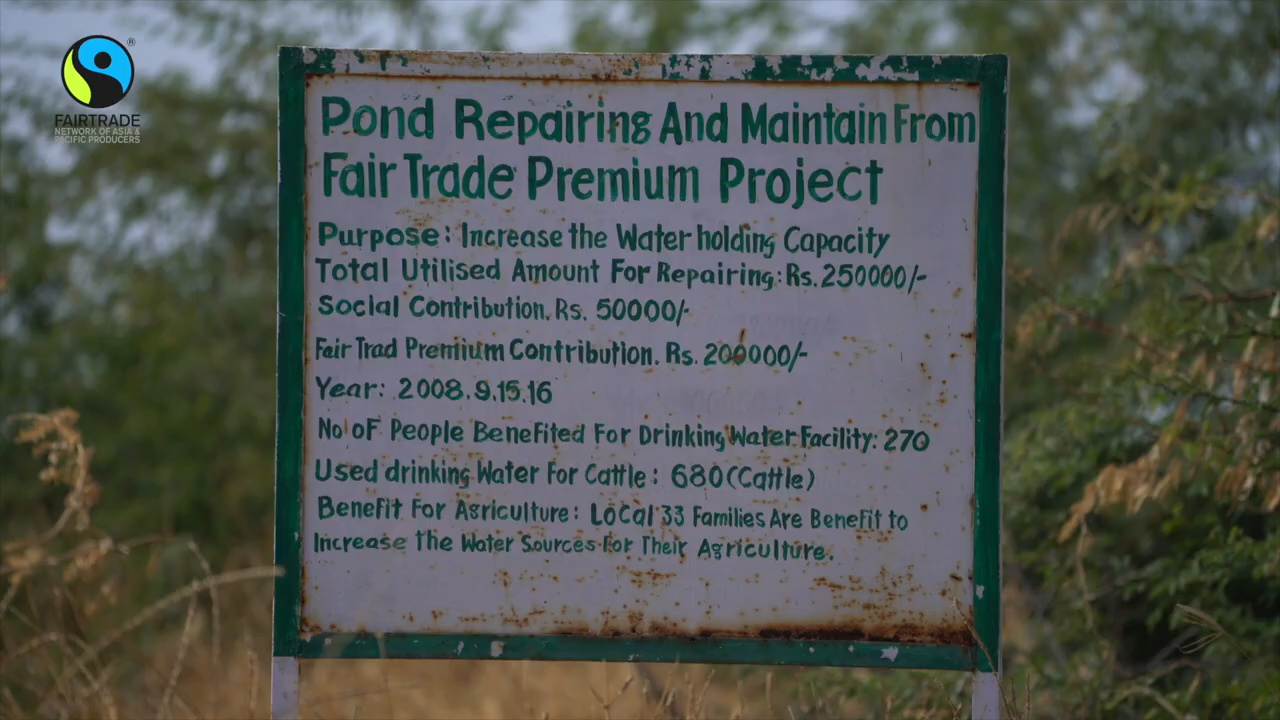 FAIRTRADE
NETWORK OF ASIA &
PACIFIC PRODUCERS
Pond Repairing And Maintain From
Fair Trade Premium Project
Purpose: Increase the Water holding Capacity
Total Utilised Amount For Repairing: Rs. 250000/-
Social Contribution. Rs. 50000/-
Fair Trad Premium Contribution. Rs. 200000/-
Year: 2008.9.15.16
No of People Benefited For Drinking Water Facility: 270
Used drinking Water For Cattle: 680 (Cattle)
Benefit For Agriculture: Local 33 Families Are Benefit to
Increase the Water Sources For Their Agriculture.